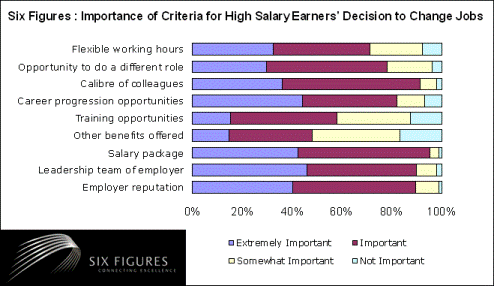 Six Figures : Importance of Criteria for High Salary Earners' Decision to Change Jobs
Flexible working hours
Opportunity to do a different role
Calibre of colleagues
Career progression opportunities
Training opportunities
Other benefits offered
Salary package
Leadership team of employer
Employer reputation
0% 20% 40% 60% 80% 100%
Extremely Important Important
Somewhat Important Not Important
SIX FIGURES
CONNECTING EXCELLENCE